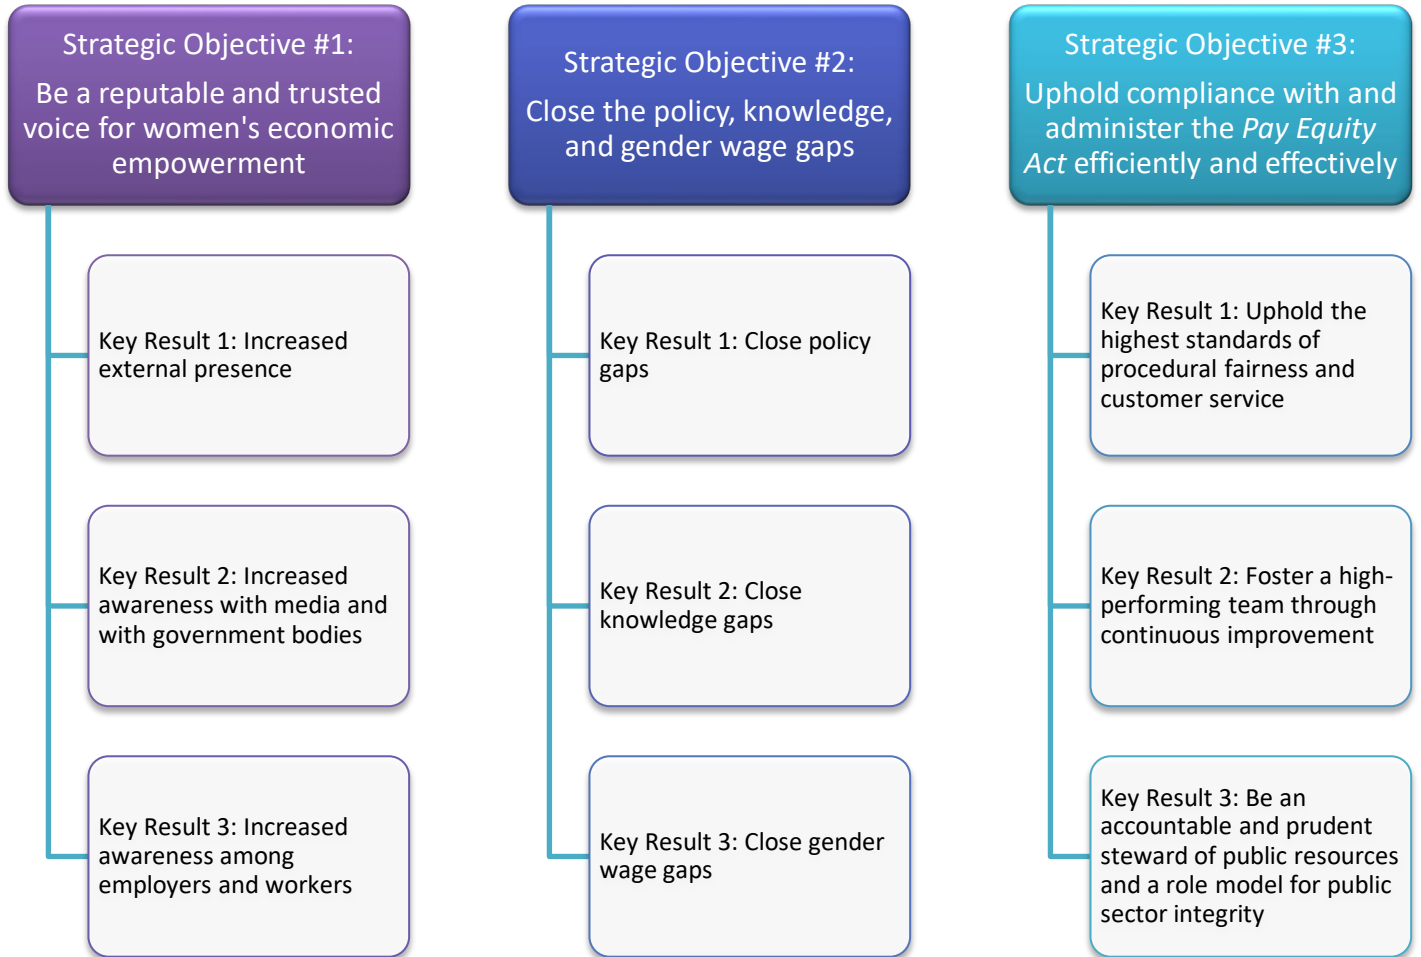 Strategic Objective #1:
Be a reputable and trusted
voice for women's economic
empowerment
Key Result 1: Increased
external presence
Key Result 2: Increased
awareness with media and
with government bodies
Key Result 3: Increased
awareness among
employers and workers
Strategic Objective #2:
Close the policy, knowledge,
and gender wage gaps
Key Result 1: Close policy
gaps
Key Result 2: Close
knowledge gaps
Key Result 3: Close gender
wage gaps
Strategic Objective #3:
Uphold compliance with and
administer the Pay Equity
Act efficiently and effectively
Key Result 1: Uphold the
highest standards of
procedural fairness and
customer service
Key Result 2: Foster a high-
performing team through
continuous improvement
Key Result 3: Be an
accountable and prudent
steward of public resources
and a role model for public
sector integrity